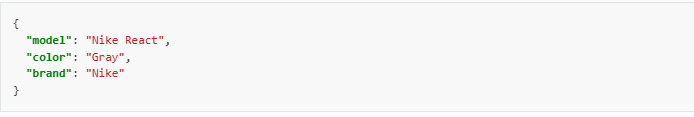 {
  "model": "Nike React",
  "color": "Gray",
  "brand": "Nike"
}